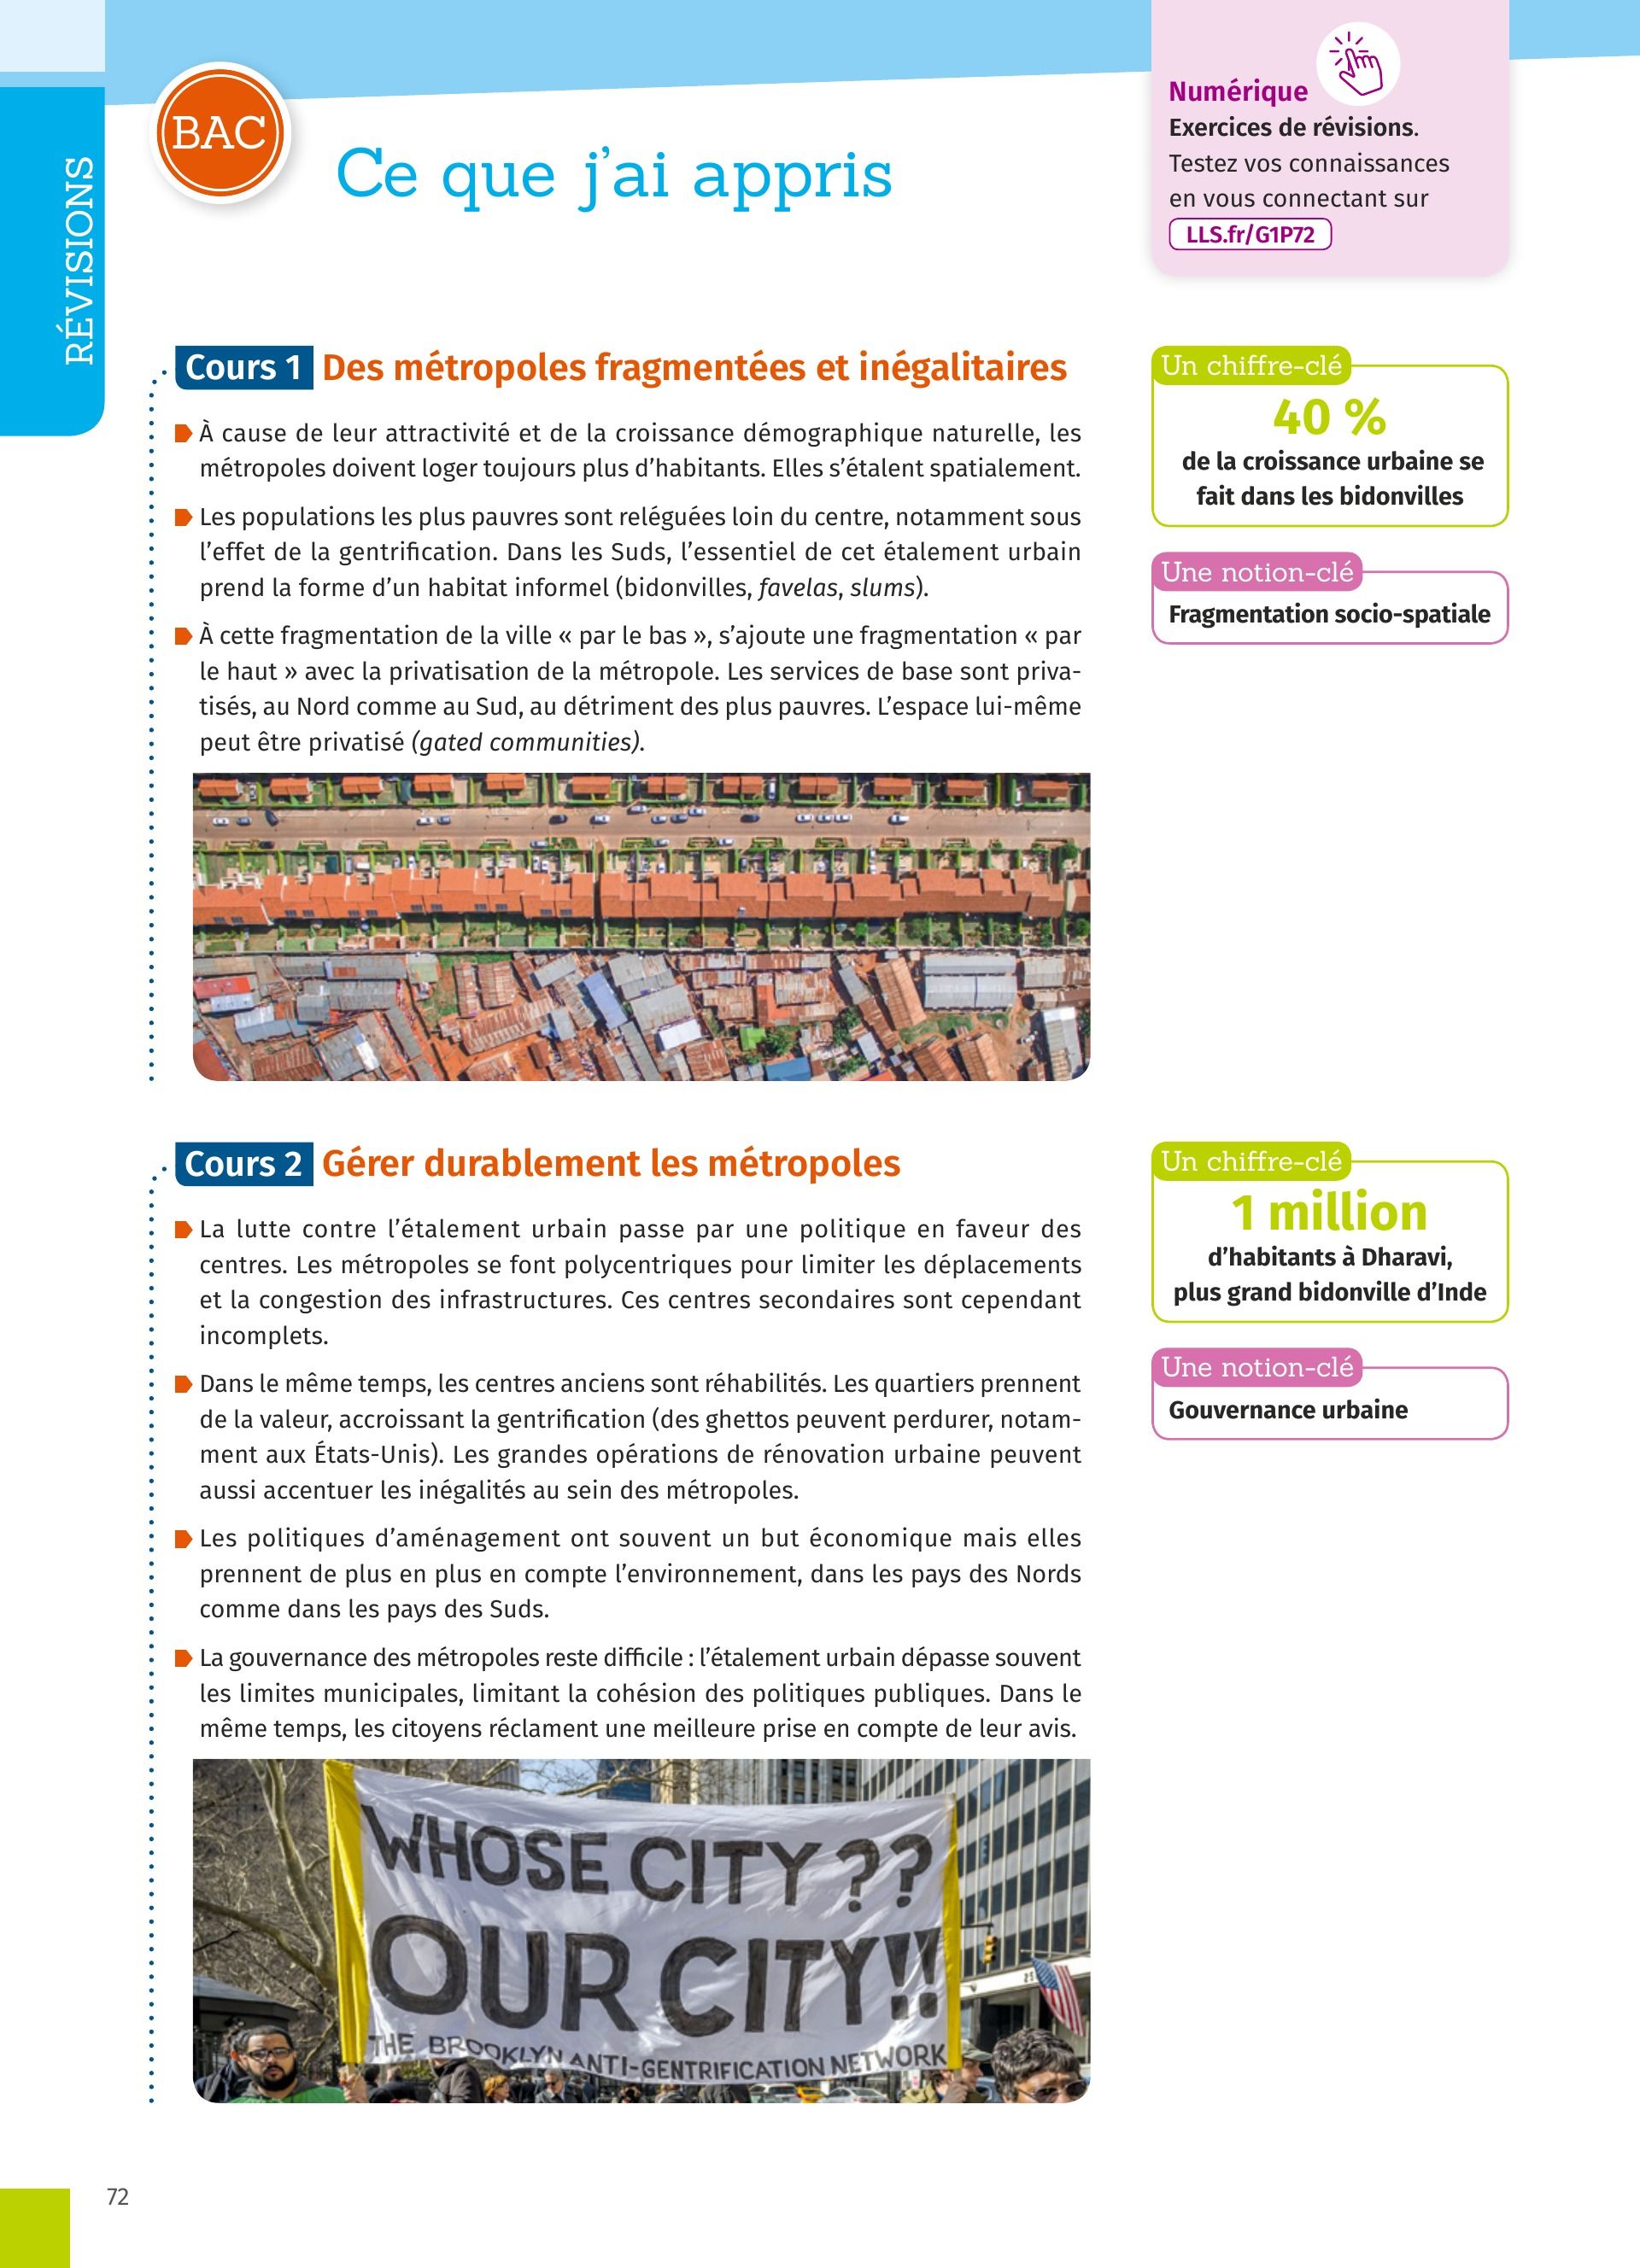 RÉVISIONS
BAC
Ce que j'ai appris
Numérique
Exercices de révisions.
Testez vos connaissances
en vous connectant sur
LLS.fr/G1P72
Cours 1 Des métropoles fragmentées et inégalitaires
À cause de leur attractivité et de la croissance démographique naturelle, les
métropoles doivent loger toujours plus d'habitants. Elles s'étalent spatialement.
Les populations les plus pauvres sont reléguées loin du centre, notamment sous
l'effet de la gentrification. Dans les Suds, l'essentiel de cet étalement urbain
prend la forme d'un habitat informel (bidonvilles, favelas, slums).
À cette fragmentation de la ville « par le bas », s'ajoute une fragmentation « par
le haut » avec la privatisation de la métropole. Les services de base sont priva-
tisés, au Nord comme au Sud, au détriment des plus pauvres. L'espace lui-même
peut être privatisé (gated communities).
Un chiffre-clé
40 %
de la croissance urbaine se
fait dans les bidonvilles
Une notion-clé
Fragmentation socio-spatiale
Cours 2 Gérer durablement les métropoles
La lutte contre l'étalement urbain passe par une politique en faveur des
centres. Les métropoles se font polycentriques pour limiter les déplacements
et la congestion des infrastructures. Ces centres secondaires sont cependant
incomplets.
Dans le même temps, les centres anciens sont réhabilités. Les quartiers prennent
de la valeur, accroissant la gentrification (des ghettos peuvent perdurer, notam-
ment aux États-Unis). Les grandes opérations de rénovation urbaine peuvent
aussi accentuer les inégalités au sein des métropoles.
Les politiques d'aménagement ont souvent un but économique mais elles
prennent de plus en plus en compte l'environnement, dans les pays des Nords
comme dans les pays des Suds.
La gouvernance des métropoles reste difficile : l'étalement urbain dépasse souvent
les limites municipales, limitant la cohésion des politiques publiques. Dans le
même temps, les citoyens réclament une meilleure prise en compte de leur avis.
WHOSE CITY??
OUR CITY!!
THE BROOKLYN ANTI-GENTRIFICATION NETWORK
Un chiffre-clé
1 million
d'habitants à Dharavi,
plus grand bidonville d'Inde
Une notion-clé
Gouvernance urbaine
72